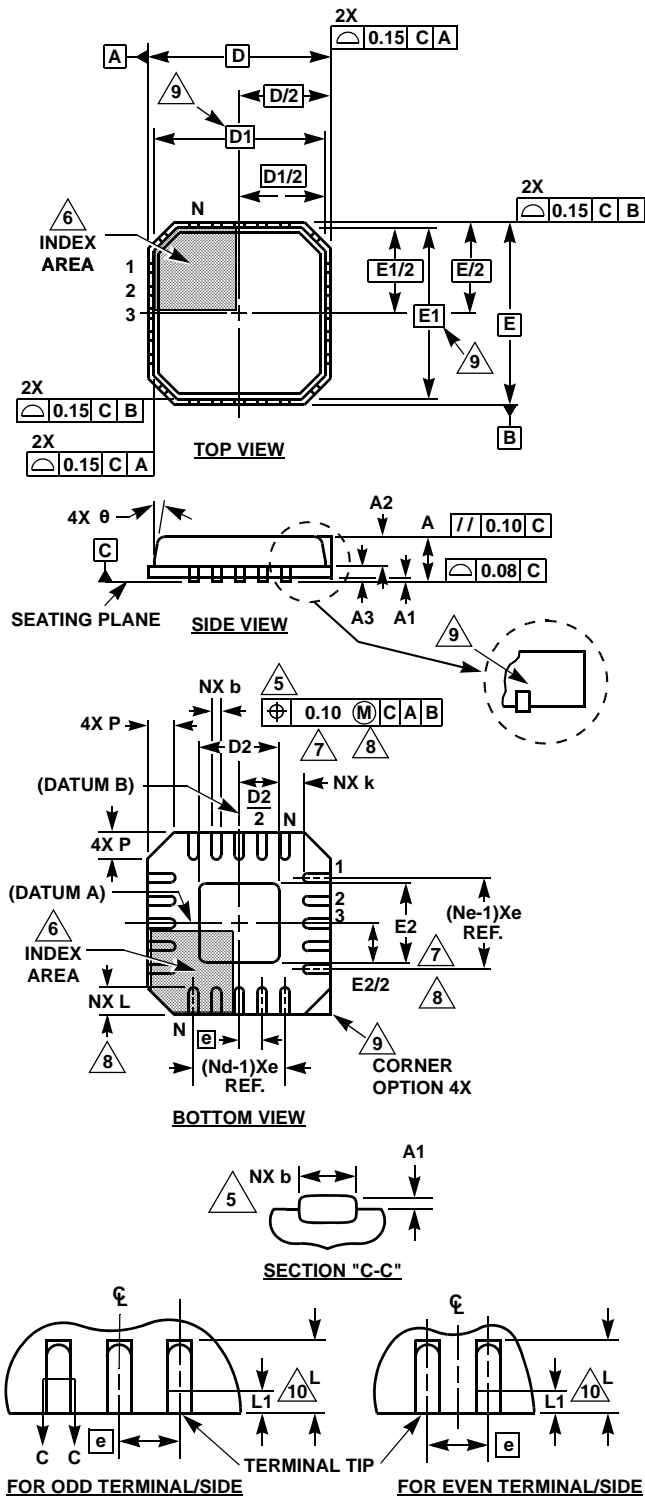 2X
⌓ 0.15 C A
A
D
D/2
9
D1
D1/2
2X
⌓ 0.15 C B
6
INDEX
AREA
N
1
2
3
E1/2
E/2
E1
E
9
2X
⌓ 0.15 C B
2X
⌓ 0.15 C A
B
TOP VIEW
4X θ
A2
A
// 0.10 C
C
⌓ 0.08 C
SEATING PLANE
A3
A1
SIDE VIEW
9
NX b
5
⌖ 0.10 Ⓜ C A B
4X P
D2
7
8
(DATUM B)
D2
2
N
NX k
4X P
1
2
3
(DATUM A)
(Ne-1)Xe
REF.
E2
6
INDEX
AREA
7
E2/2
8
NX L
N
e
8
9
(Nd-1)Xe
REF.
CORNER
OPTION 4X
BOTTOM VIEW
NX b
A1
5
SECTION "C-C"
C L
C L
L
10
L1
L
10
L1
C
C
e
TERMINAL TIP
e
FOR ODD TERMINAL/SIDE
FOR EVEN TERMINAL/SIDE